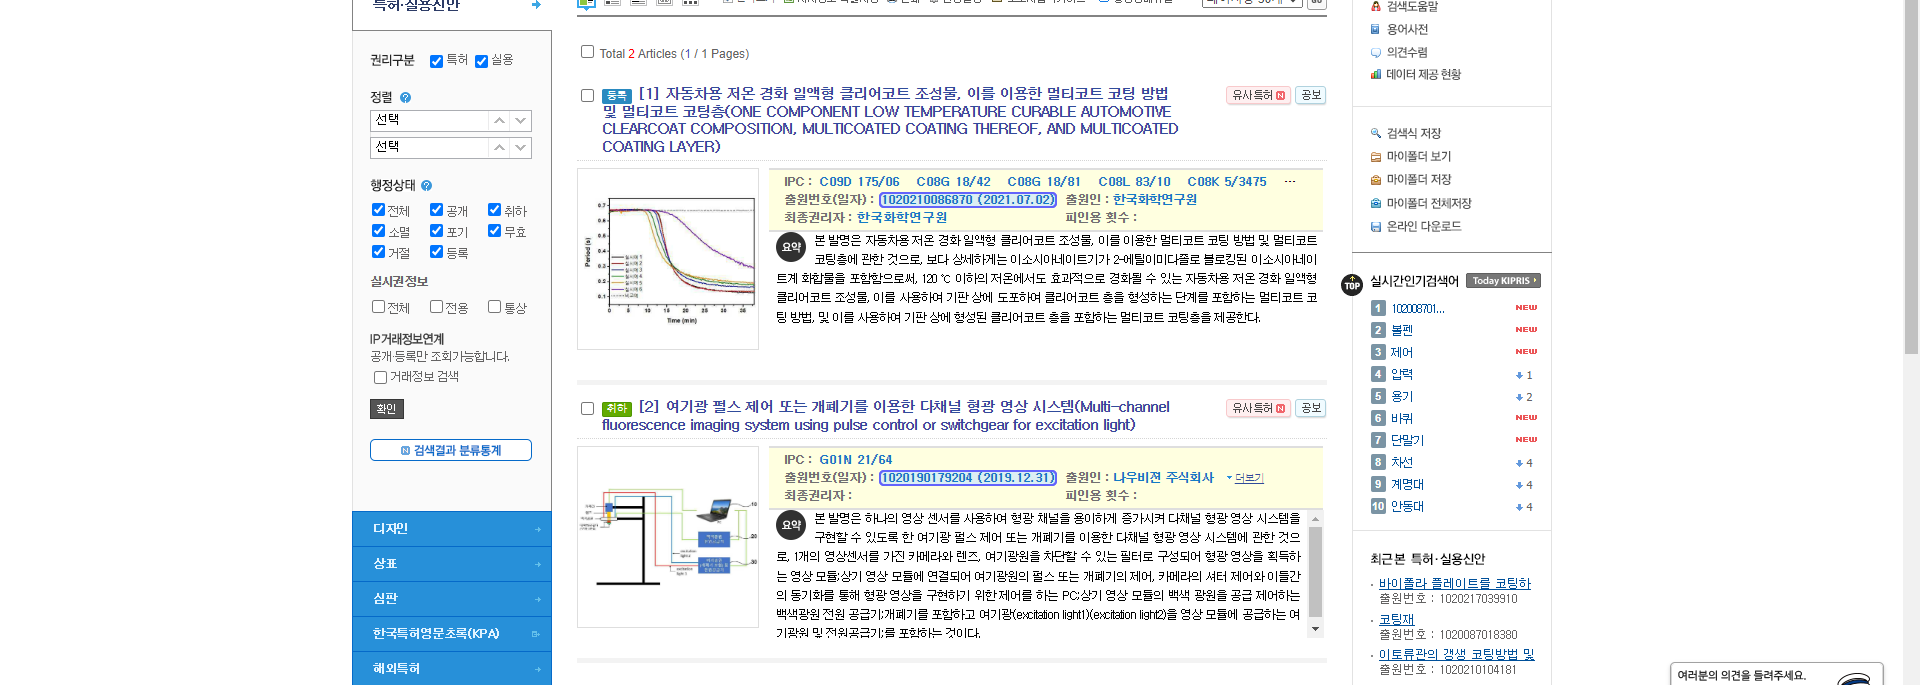 특허·실용신안
권리구분 특허 실용
정렬
선택
선택
행정상태
전체 공개 취하
소멸 포기 무효
거절 등록
실시권정보
전체 전용 통상
IP거래정보연계
공개·등록만 조회가능합니다.
거래정보 검색
확인
검색결과 분류통계
디자인
상표
심판
한국특허영문초록(KPA)
해외특허
Total 2 Articles (1 / 1 Pages)
등록 [1] 자동차용 저온 경화 일액형 클리어코트 조성물, 이를 이용한 멀티코트 코팅 방법
및 멀티코트 코팅층(ONE COMPONENT LOW TEMPERATURE CURABLE AUTOMOTIVE
CLEARCOAT COMPOSITION, MULTICOATED COATING THEREOF, AND MULTICOATED
COATING LAYER)
유사특허 N 공보
Period (s)
Time (min)
IPC : C09D 175/06 C08G 18/42 C08G 18/81 C08L 83/10 C08K 5/3475 ...
출원번호(일자) : 1020210086870 (2021.07.02) 출원인 : 한국화학연구원
최종권리자 : 한국화학연구원 피인용 횟수 :
요약 본 발명은 자동차용 저온 경화 일액형 클리어코트 조성물, 이를 이용한 멀티코트 코팅 방법 및 멀티코트
코팅층에 관한 것으로, 보다 상세하게는 이소시아네이트기가 2-에틸이미다졸로 블로킹된 이소시아네이
트계 화합물을 포함함으로써, 120 ℃ 이하의 저온에서도 효과적으로 경화될 수 있는 자동차용 저온 경화 일액형
클리어코트 조성물, 이를 사용하여 기판 상에 도포하여 클리어코트 층을 형성하는 단계를 포함하는 멀티코트 코
팅 방법, 및 이를 사용하여 기판 상에 형성된 클리어코트 층을 포함하는 멀티코트 코팅층을 제공한다.
취하 [2] 여기광 펄스 제어 또는 개폐기를 이용한 다채널 형광 영상 시스템(Multi-channel
fluorescence imaging system using pulse control or switchgear for excitation light)
유사특허 N 공보
IPC : G01N 21/64
출원번호(일자) : 1020190179204 (2019.12.31) 출원인 : 나우비젼 주식회사 더보기
최종권리자 : 피인용 횟수 :
요약 본 발명은 하나의 영상 센서를 사용하여 형광 채널을 용이하게 증가시켜 다채널 형광 영상 시스템을
구현할 수 있도록 한 여기광 펄스 제어 또는 개폐기를 이용한 다채널 형광 영상 시스템에 관한 것으
로, 1개의 영상센서를 가진 카메라와 렌즈, 여기광원을 차단할 수 있는 필터로 구성되어 형광 영상을 획득하
는 영상 모듈;상기 영상 모듈에 연결되어 여기광원의 펄스 또는 개폐기의 제어, 카메라의 셔터 제어와 이들간
의 동기화를 통해 형광 영상을 구현하기 위한 제어를 하는 PC;상기 영상 모듈의 백색 광원을 공급 제어하는
백색광원 전원 공급기;개폐기를 포함하고 여기광(excitation light1)(excitation light2)을 영상 모듈에 공급하는 여
기광원 및 전원공급기;를 포함하는 것이다.
검색도움말
용어사전
의견수렴
데이터 제공 현황
검색식 저장
마이폴더 보기
마이폴더 저장
마이폴더 전체저장
온라인 다운로드
TOP
실시간인기검색어 Today KIPRIS
1 102008701... NEW
2 볼펜 NEW
3 제어 NEW
4 압력 1
5 용기 2
6 바퀴 NEW
7 단말기 NEW
8 차선 4
9 계명대 4
10 안동대 4
최근본 특허·실용신안
바이폴라 플레이트를 코팅하
출원번호 : 1020217039910
코팅재
출원번호 : 1020087018380
이토류관의 갱생 코팅방법 및
출원번호 : 1020210104181
여러분의 의견을 들려주세요.